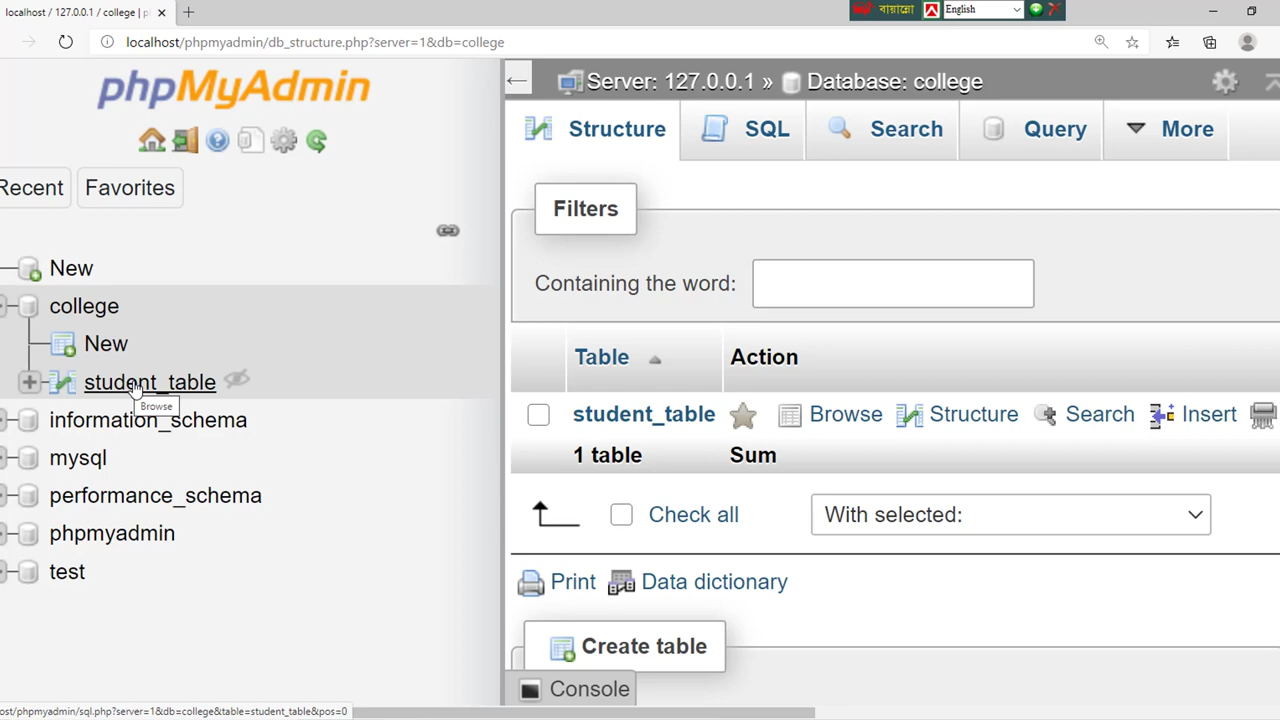 localhost / 127.0.0.1 / college | p
বায়ান্নো
English
localhost/phpmyadmin/db_structure.php?server=1&db=college
phpMyAdmin
Recent
Favorites
New
college
New
student_table
Browse
information_schema
mysql
performance_schema
phpmyadmin
test
Server: 127.0.0.1 » Database: college
Structure
SQL
Search
Query
More
Filters
Containing the word:
Table
Action
student_table
Browse
Structure
Search
Insert
1 table
Sum
Check all
With selected:
Print
Data dictionary
Create table
Console
ost/phpmyadmin/sql.php?server=1&db=college&table=student_table&pos=0